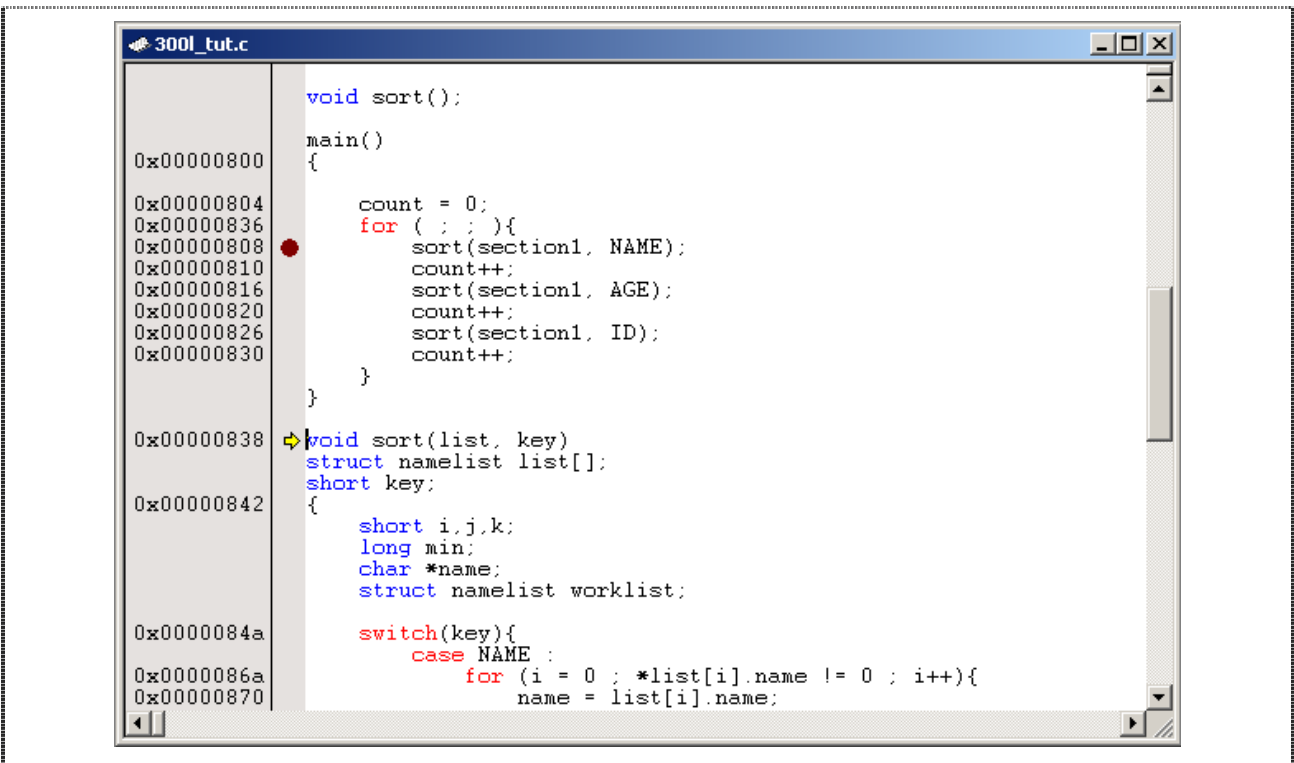 300l_tut.c
void sort();
main()
0x00000800 {
0x00000804 count = 0;
0x00000836 for ( ; ; ){
0x00000808 sort(section1, NAME);
0x00000810 count++;
0x00000816 sort(section1, AGE);
0x00000820 count++;
0x00000826 sort(section1, ID);
0x00000830 count++;
}
}
0x00000838 void sort(list, key)
struct namelist list[];
short key;
0x00000842 {
short i,j,k;
long min;
char *name;
struct namelist worklist;
0x0000084a switch(key){
case NAME :
0x0000086a for (i = 0 ; *list[i].name != 0 ; i++){
0x00000870 name = list[i].name;